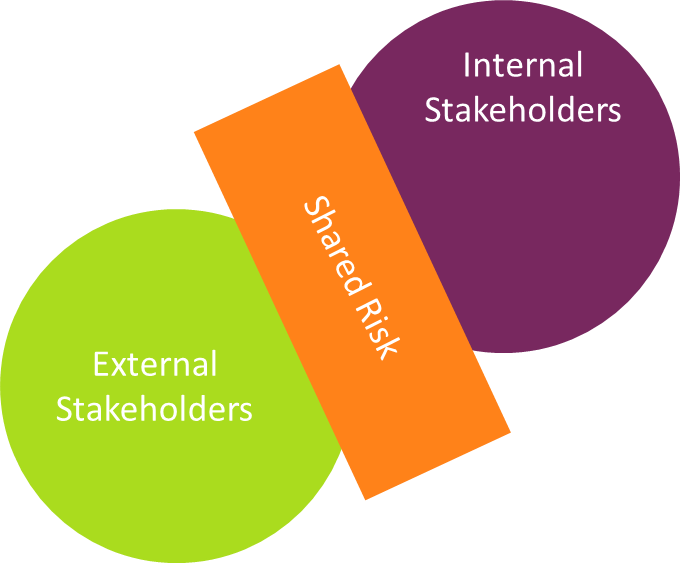 Internal
Stakeholders
Shared Risk
External
Stakeholders